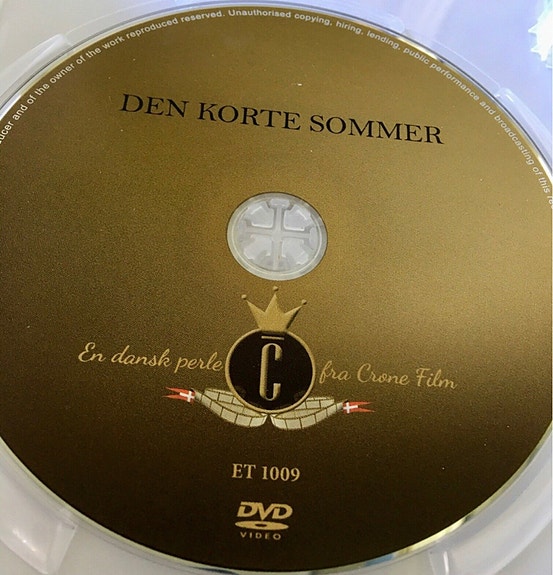 ucer and of the owner of the work reproduced reserved. Unauthorised copying, hiring, lending, public performance and broadcasting of this re
DEN KORTE SOMMER
En dansk perle C fra Crone Film
ET 1009
DVD
VIDEO